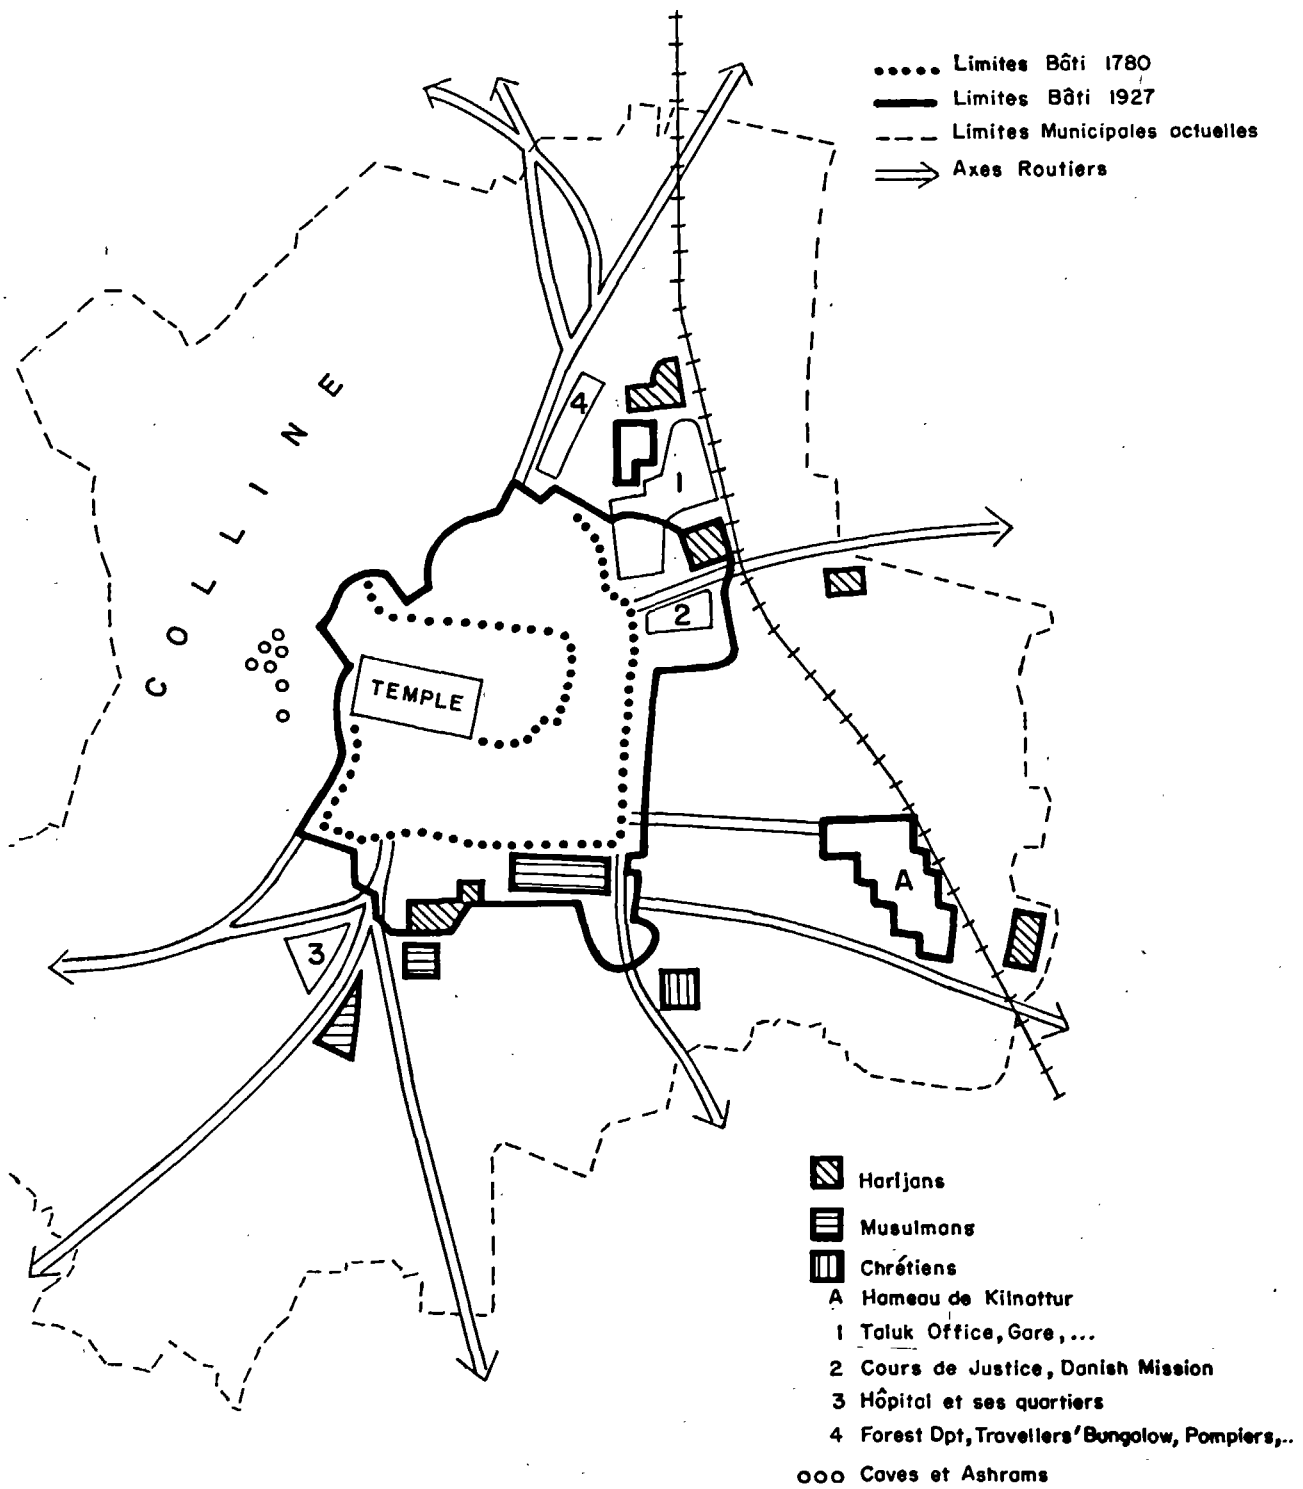 Limites Bâti 1780
Limites Bâti 1927
Limites Municipales actuelles
Axes Routiers
COLLINE
4
1
2
TEMPLE
A
3
Harijans
Musulmans
Chrétiens
A Hameau de Kilnattur
1 Taluk Office, Gare, ...
2 Cours de Justice, Danish Mission
3 Hôpital et ses quartiers
4 Forest Dpt, Travellers' Bungalow, Pompiers,..
Caves et Ashrams